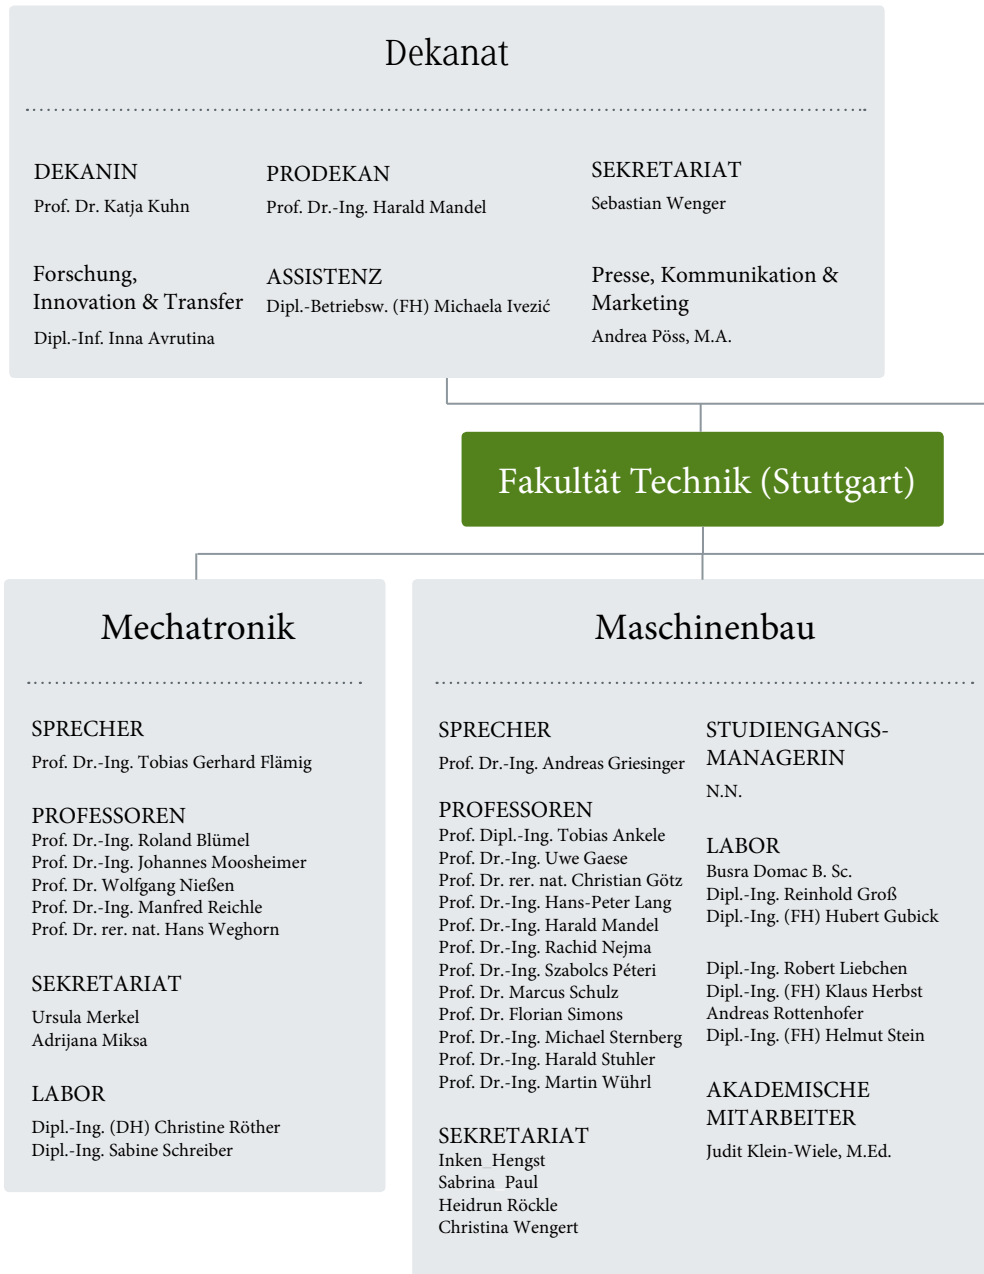 Dekanat
DEKANIN
Prof. Dr. Katja Kuhn
PRODEKAN
Prof. Dr.-Ing. Harald Mandel
SEKRETARIAT
Sebastian Wenger
Forschung,
Innovation & Transfer
Dipl.-Inf. Inna Avrutina
ASSISTENZ
Dipl.-Betriebsw. (FH) Michaela Ivezić
Presse, Kommunikation &
Marketing
Andrea Pöss, M.A.
Fakultät Technik (Stuttgart)
Mechatronik
SPRECHER
Prof. Dr.-Ing. Tobias Gerhard Flämig
PROFESSOREN
Prof. Dr.-Ing. Roland Blümel
Prof. Dr.-Ing. Johannes Moosheimer
Prof. Dr. Wolfgang Nießen
Prof. Dr.-Ing. Manfred Reichle
Prof. Dr. rer. nat. Hans Weghorn
SEKRETARIAT
Ursula Merkel
Adrijana Miksa
LABOR
Dipl.-Ing. (DH) Christine Röther
Dipl.-Ing. Sabine Schreiber
Maschinenbau
SPRECHER
Prof. Dr.-Ing. Andreas Griesinger
PROFESSOREN
Prof. Dipl.-Ing. Tobias Ankele
Prof. Dr.-Ing. Uwe Gaese
Prof. Dr. rer. nat. Christian Götz
Prof. Dr.-Ing. Hans-Peter Lang
Prof. Dr.-Ing. Harald Mandel
Prof. Dr.-Ing. Rachid Nejma
Prof. Dr.-Ing. Szabolcs Péteri
Prof. Dr. Marcus Schulz
Prof. Dr. Florian Simons
Prof. Dr.-Ing. Michael Sternberg
Prof. Dr.-Ing. Harald Stuhler
Prof. Dr.-Ing. Martin Wührl
SEKRETARIAT
Inken_Hengst
Sabrina_Paul
Heidrun Röckle
Christina Wengert
STUDIENGANGS-
MANAGERIN
N.N.
LABOR
Busra Domac B. Sc.
Dipl.-Ing. Reinhold Groß
Dipl.-Ing. (FH) Hubert Gubick
Dipl.-Ing. Robert Liebchen
Dipl.-Ing. (FH) Klaus Herbst
Andreas Rottenhofer
Dipl.-Ing. (FH) Helmut Stein
AKADEMISCHE
MITARBEITER
Judit Klein-Wiele, M.Ed.